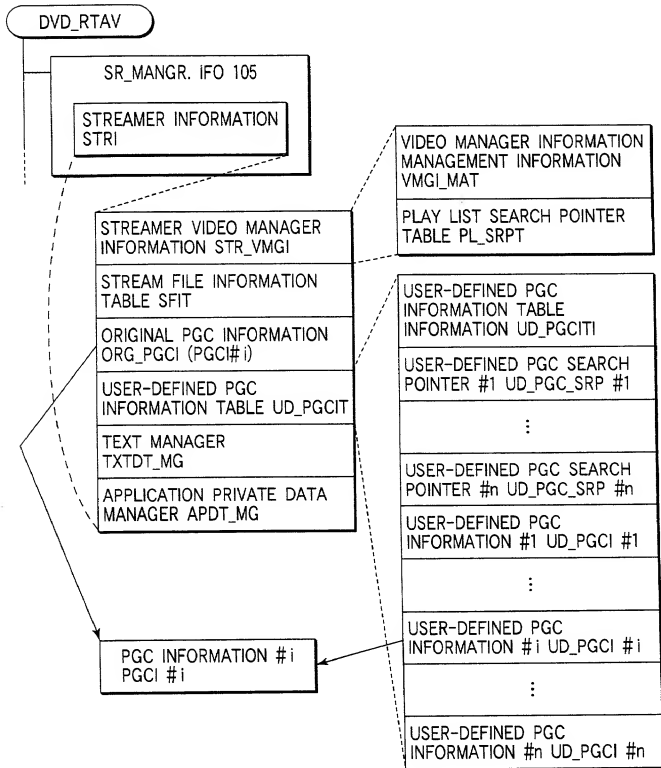 DVD_RTAV
SR_MANGR. IFO 105
STREAMER INFORMATION
STRI
STREAMER VIDEO MANAGER
INFORMATION STR_VMGI
STREAM FILE INFORMATION
TABLE SFIT
ORIGINAL PGC INFORMATION
ORG_PGCI (PGCI# i)
USER-DEFINED PGC
INFORMATION TABLE UD_PGCIT
TEXT MANAGER
TXTDT_MG
APPLICATION PRIVATE DATA
MANAGER APDT_MG
VIDEO MANAGER INFORMATION
MANAGEMENT INFORMATION
VMGI_MAT
PLAY LIST SEARCH POINTER
TABLE PL_SRPT
USER-DEFINED PGC
INFORMATION TABLE
INFORMATION UD_PGCITI
USER-DEFINED PGC SEARCH
POINTER #1 UD_PGC_SRP #1
⋮
USER-DEFINED PGC SEARCH
POINTER #n UD_PGC_SRP #n
USER-DEFINED PGC
INFORMATION #1 UD_PGCI #1
⋮
USER-DEFINED PGC
INFORMATION #i UD_PGCI #i
⋮
USER-DEFINED PGC
INFORMATION #n UD_PGCI #n
PGC INFORMATION #i
PGCI #i